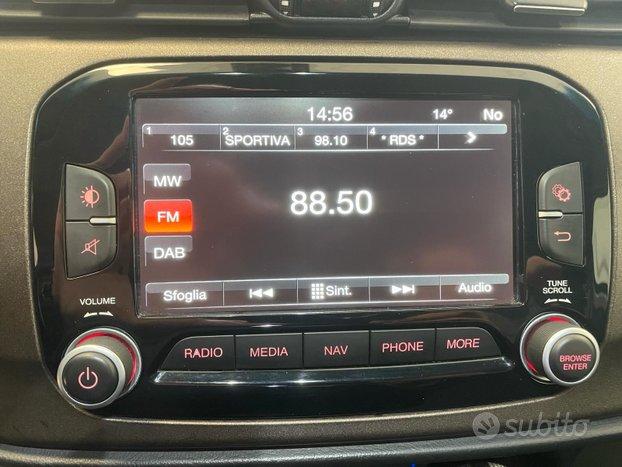 14:56 14° No
1 105 2 SPORTIVA 3 98.10 4 * RDS *
MW
88.50
FM
DAB
Sfoglia Sint. Audio
VOLUME
TUNE
SCROLL
RADIO MEDIA NAV PHONE MORE
BROWSE
ENTER
subito